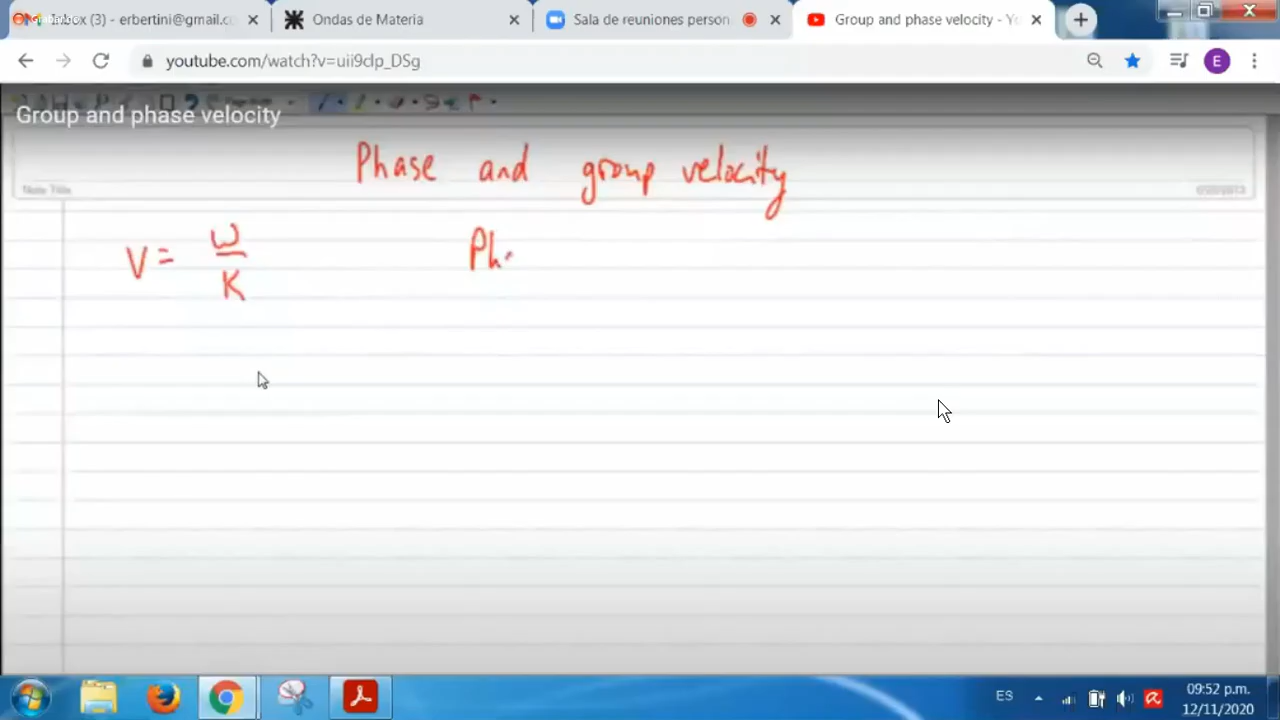 (3) - erbertini@gmail.c
Ondas de Materia
Sala de reuniones person
Group and phase velocity - Y
youtube.com/watch?v=uii9clp_DSg
E
Group and phase velocity
Phase and group velocity
Note Title
V = ω/K
Ph
ES
09:52 p.m.
12/11/2020